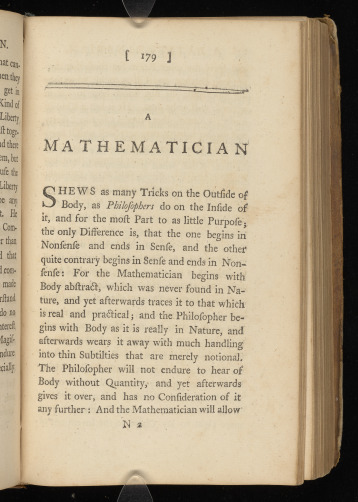 [ 179 ]
A
MATHEMATICIAN
SHEWS as many Tricks on the Outſide of
Body, as Philoſophers do on the Inſide of
it, and for the moſt Part to as little Purpoſe;
the only Difference is, that the one begins in
Nonſenſe and ends in Senſe, and the other
quite contrary begins in Senſe and ends in Non-
ſenſe: For the Mathematician begins with
Body abſtract, which was never found in Na-
ture, and yet afterwards traces it to that which
is real and practical; and the Philoſopher be-
gins with Body as it is really in Nature, and
afterwards wears it away with much handling
into thin Subtilties that are merely notional.
The Philoſopher will not endure to hear of
Body without Quantity, and yet afterwards
gives it over, and has no Conſideration of it
any further: And the Mathematician will allow
N 2